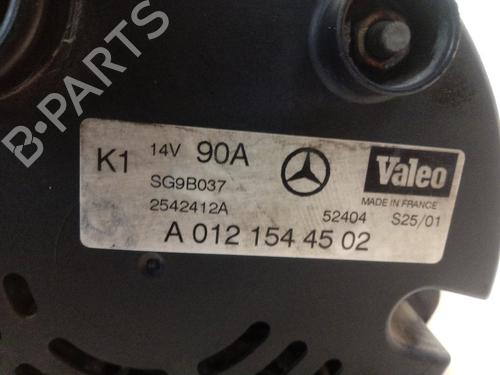 B-PARTS
K1 14V 90A
Valeo
SG9B037
MADE IN FRANCE
2542412A
52404 S25/01
A 012 154 45 02